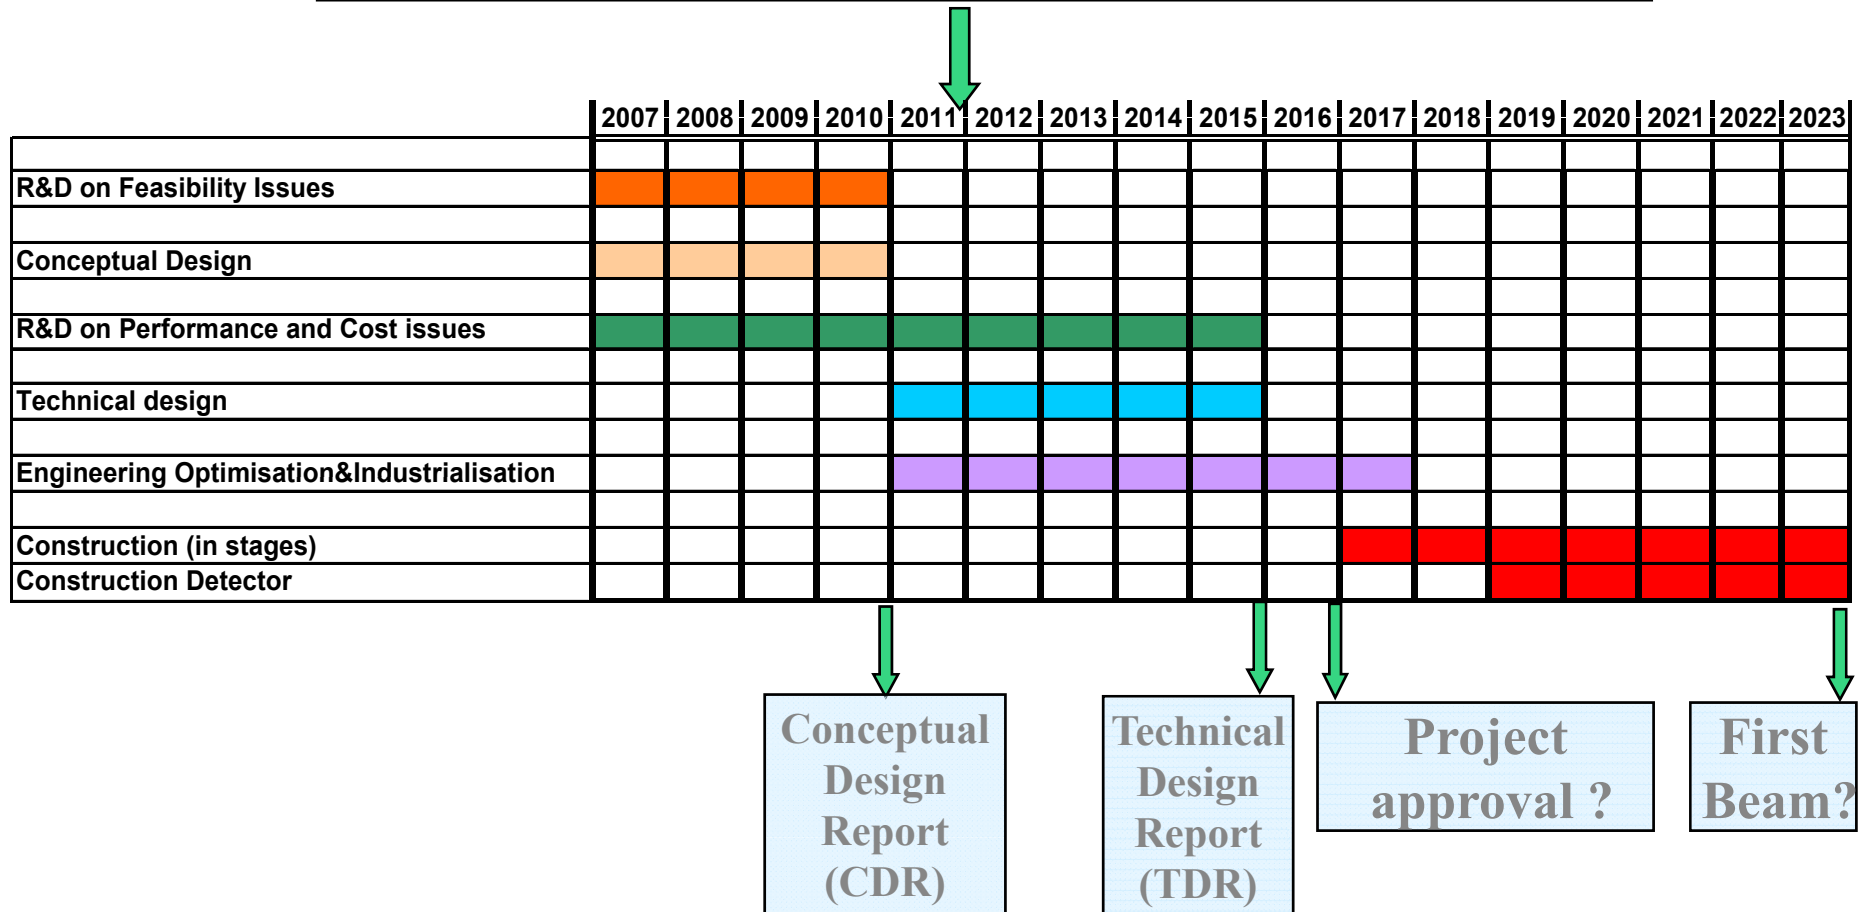 2007 2008 2009 2010 2011 2012 2013 2014 2015 2016 2017 2018 2019 2020 2021 2022 2023
R&D on Feasibility Issues
Conceptual Design
R&D on Performance and Cost issues
Technical design
Engineering Optimisation&Industrialisation
Construction (in stages)
Construction Detector
Conceptual
Design
Report
(CDR)
Technical
Design
Report
(TDR)
Project
approval ?
First
Beam?